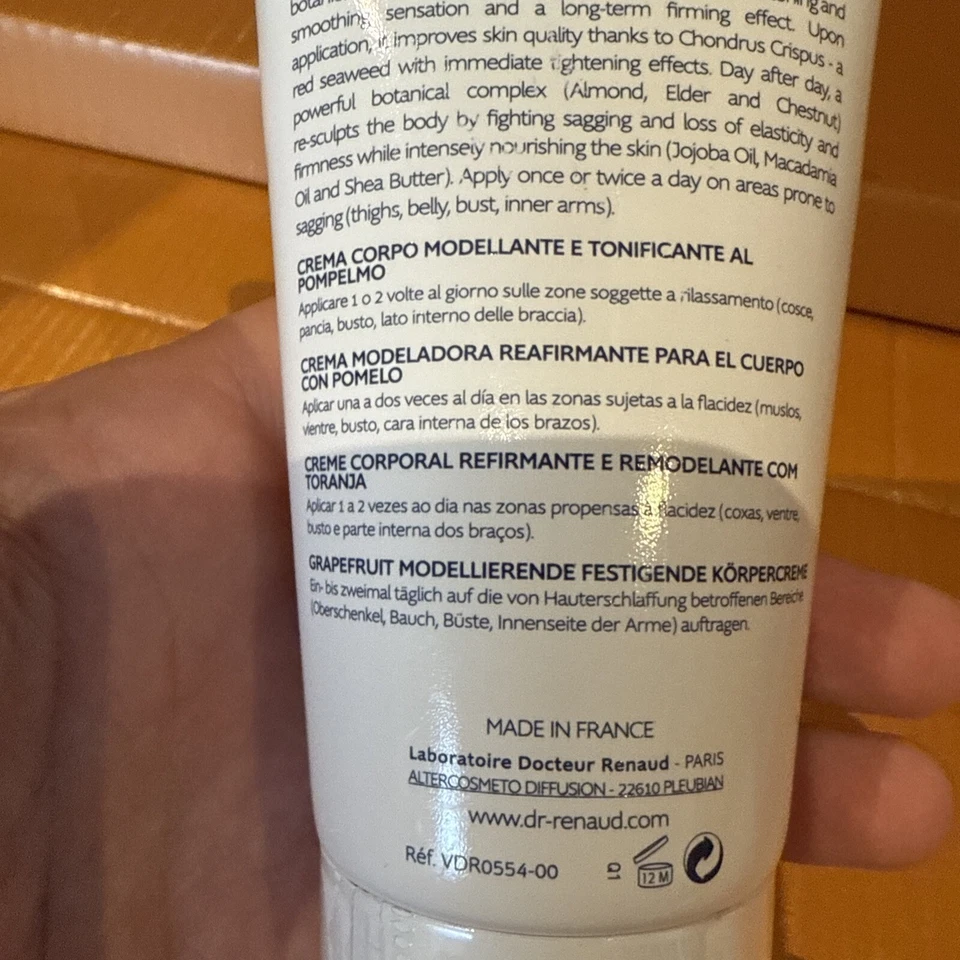 smoothing sensation and a long-term firming effect. Upon
application, it improves skin quality thanks to Chondrus Crispus - a
red seaweed with immediate tightening effects. Day after day, a
powerful botanical complex (Almond, Elder and Chestnut)
re-sculpts the body by fighting sagging and loss of elasticity and
firmness while intensely nourishing the skin (Jojoba Oil, Macadamia
Oil and Shea Butter). Apply once or twice a day on areas prone to
sagging (thighs, belly, bust, inner arms).
CREMA CORPO MODELLANTE E TONIFICANTE AL
POMPELMO
Applicare 1 o 2 volte al giorno sulle zone soggette a rilassamento (cosce,
pancia, busto, lato interno delle braccia).
CREMA MODELADORA REAFIRMANTE PARA EL CUERPO
CON POMELO
Aplicar una a dos veces al día en las zonas sujetas a la flacidez (muslos,
vientre, busto, cara interna de los brazos).
CREME CORPORAL REFIRMANTE E REMODELANTE COM
TORANJA
Aplicar 1 a 2 vezes ao dia nas zonas propensas à flacidez (coxas, ventre,
busto e parte interna dos braços).
GRAPEFRUIT MODELLIERENDE FESTIGENDE KÖRPERCREME
Ein- bis zweimal täglich auf die von Hauterschlaffung betroffenen Bereiche
(Oberschenkel, Bauch, Büste, Innenseite der Arme) auftragen.
MADE IN FRANCE
Laboratoire Docteur Renaud - PARIS
ALTERCOSMETO DIFFUSION - 22610 PLEUBIAN
www.dr-renaud.com
Réf. VDR0554-00
12 M